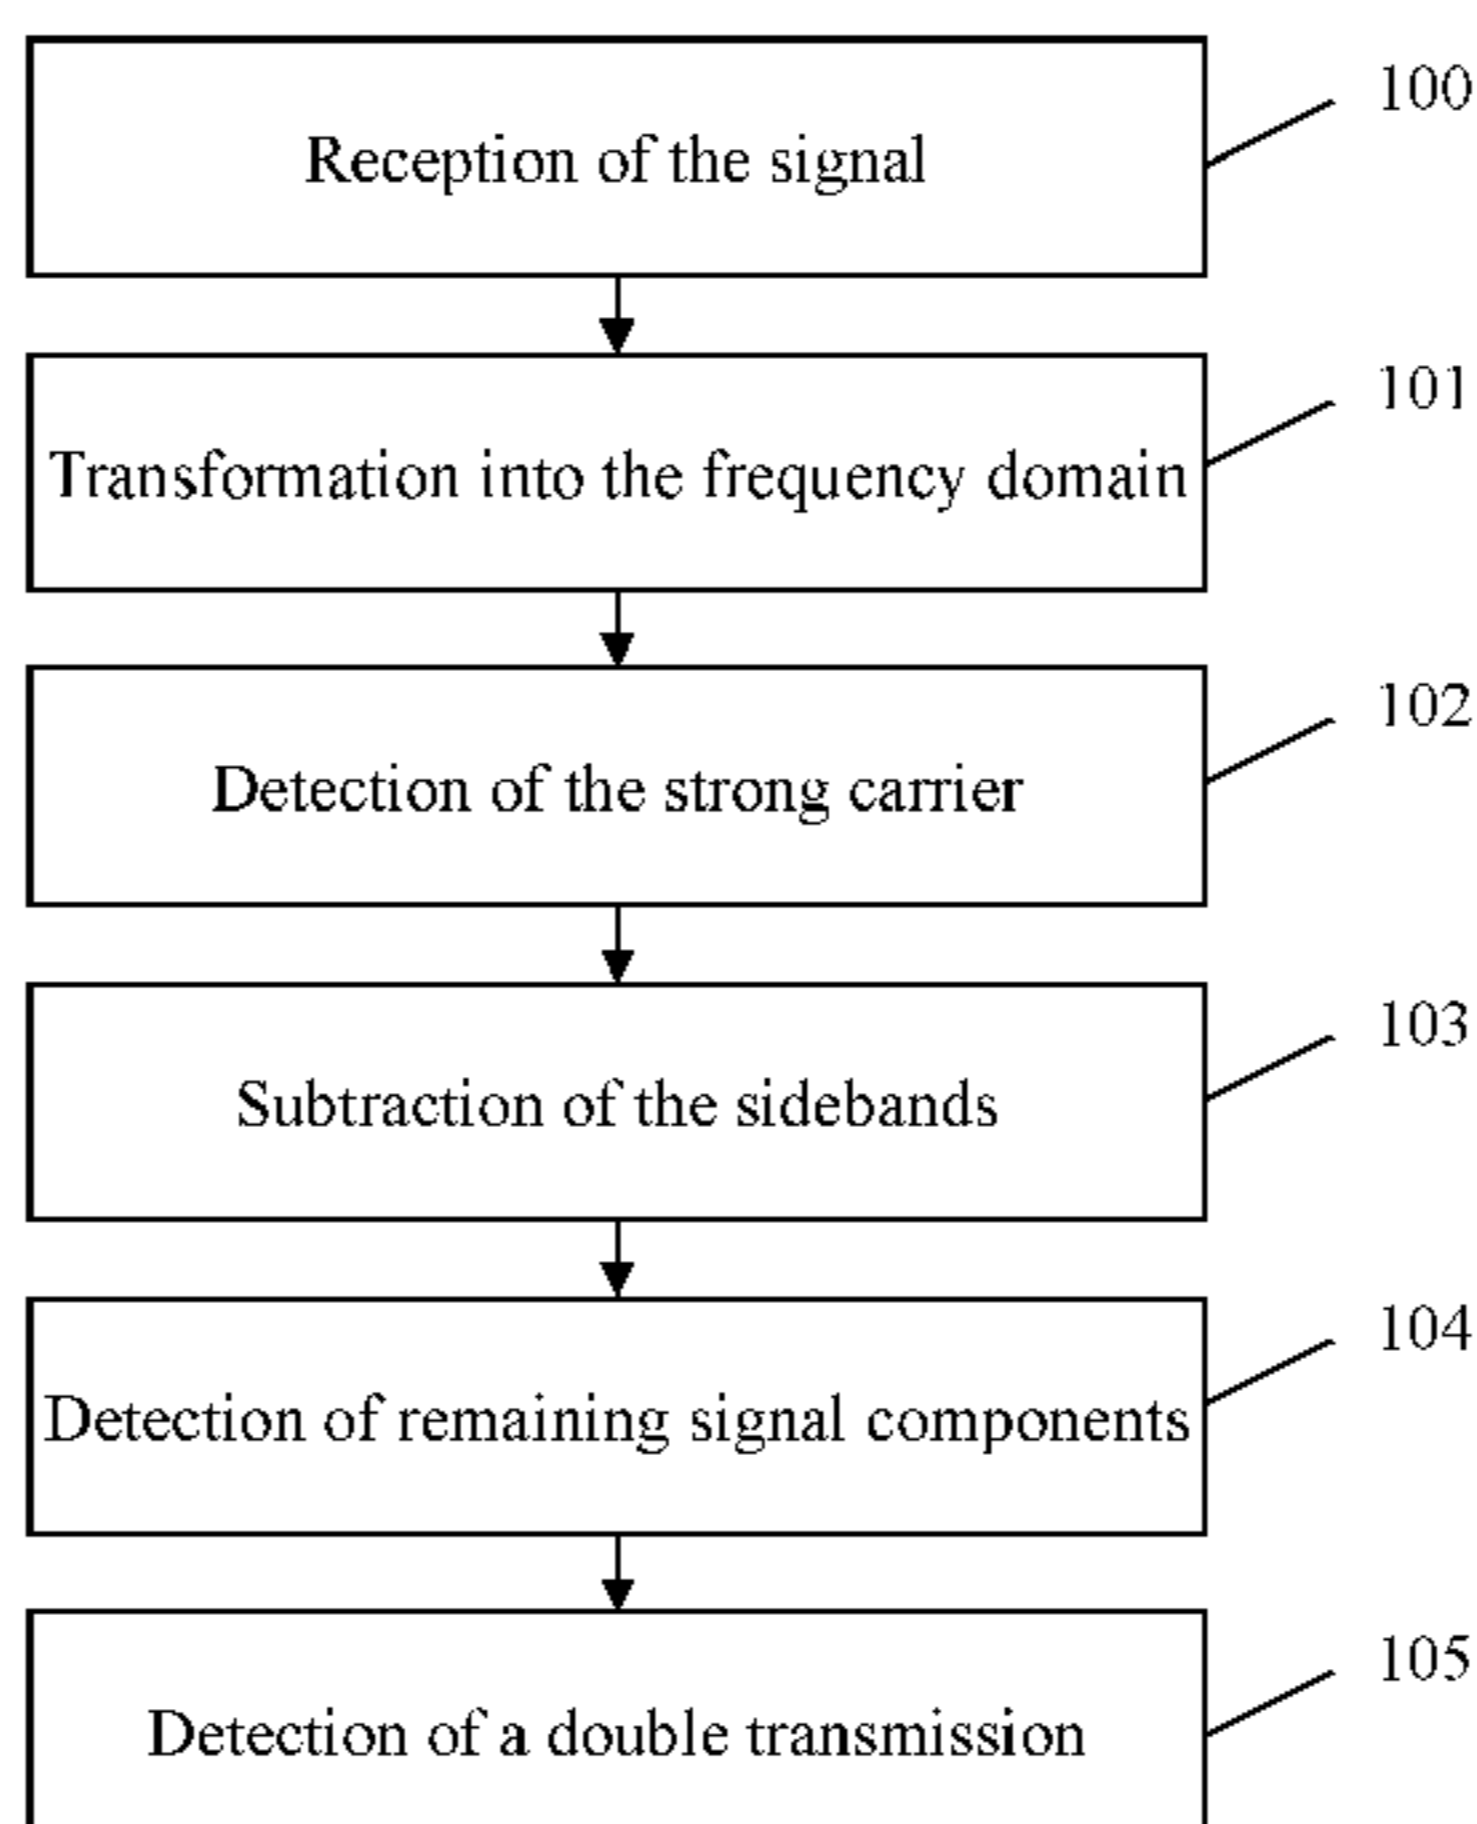 Reception of the signal
100
Transformation into the frequency domain
101
Detection of the strong carrier
102
Subtraction of the sidebands
103
Detection of remaining signal components
104
Detection of a double transmission
105